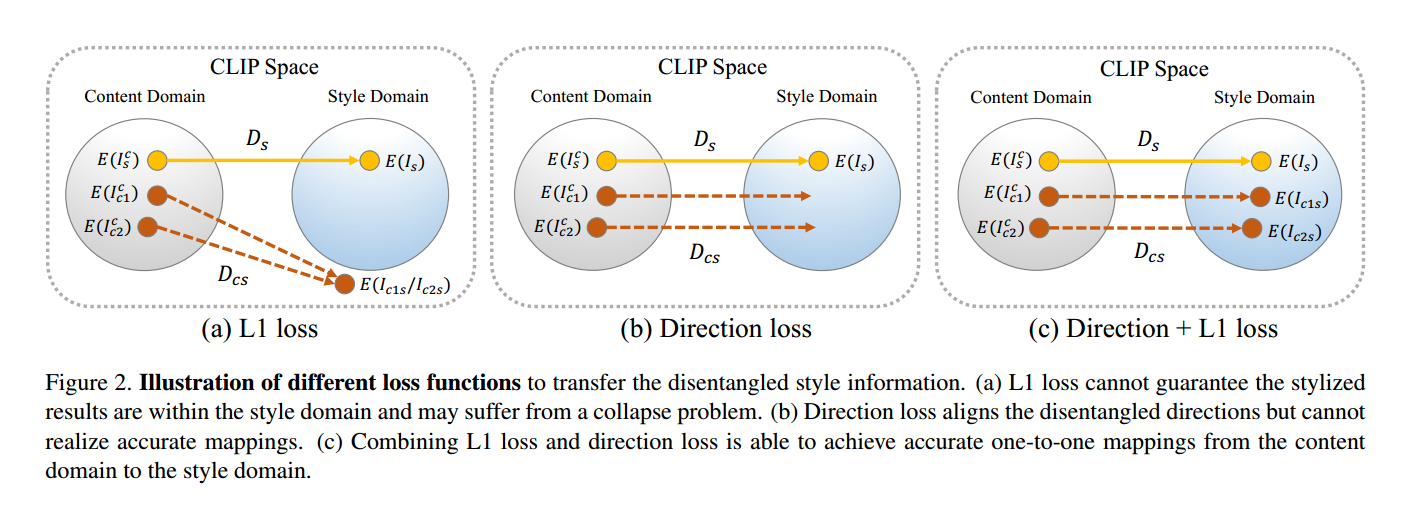 CLIP Space
Content Domain
Style Domain
D_s
E(I_s^c)
E(I_s)
E(I_{c1}^c)
E(I_{c2}^c)
D_{cs}
E(I_{c1s}/I_{c2s})
(a) L1 loss
CLIP Space
Content Domain
Style Domain
D_s
E(I_s^c)
E(I_s)
E(I_{c1}^c)
E(I_{c2}^c)
D_{cs}
(b) Direction loss
CLIP Space
Content Domain
Style Domain
D_s
E(I_s^c)
E(I_s)
E(I_{c1}^c)
E(I_{c1s})
E(I_{c2}^c)
E(I_{c2s})
D_{cs}
(c) Direction + L1 loss
Figure 2. Illustration of different loss functions to transfer the disentangled style information. (a) L1 loss cannot guarantee the stylized
results are within the style domain and may suffer from a collapse problem. (b) Direction loss aligns the disentangled directions but cannot
realize accurate mappings. (c) Combining L1 loss and direction loss is able to achieve accurate one-to-one mappings from the content
domain to the style domain.